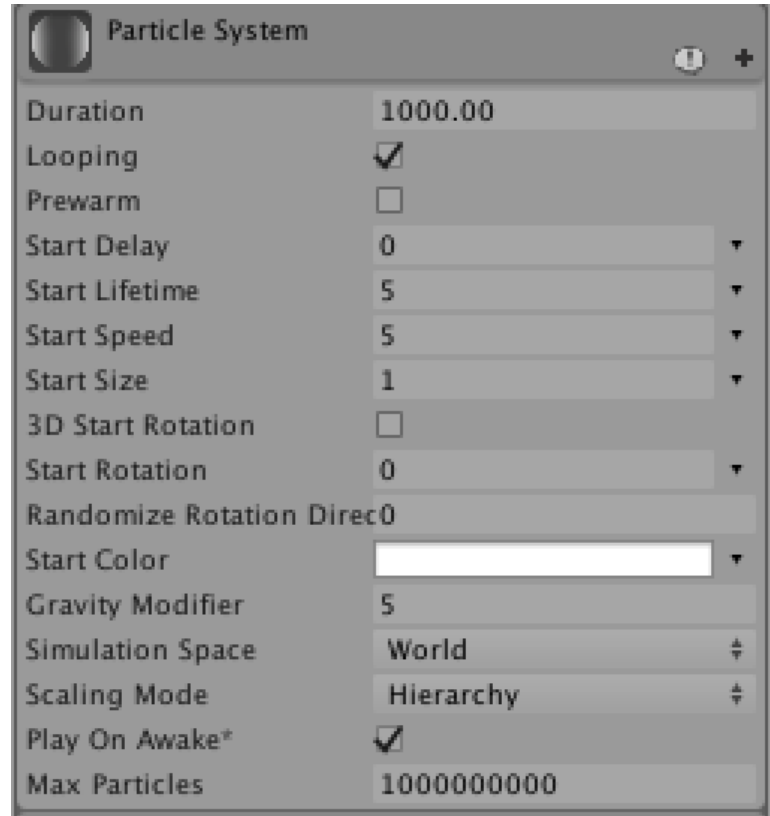 Particle System
Duration 1000.00
Looping
Prewarm
Start Delay 0
Start Lifetime 5
Start Speed 5
Start Size 1
3D Start Rotation
Start Rotation 0
Randomize Rotation Direc0
Start Color
Gravity Modifier 5
Simulation Space World
Scaling Mode Hierarchy
Play On Awake*
Max Particles 1000000000